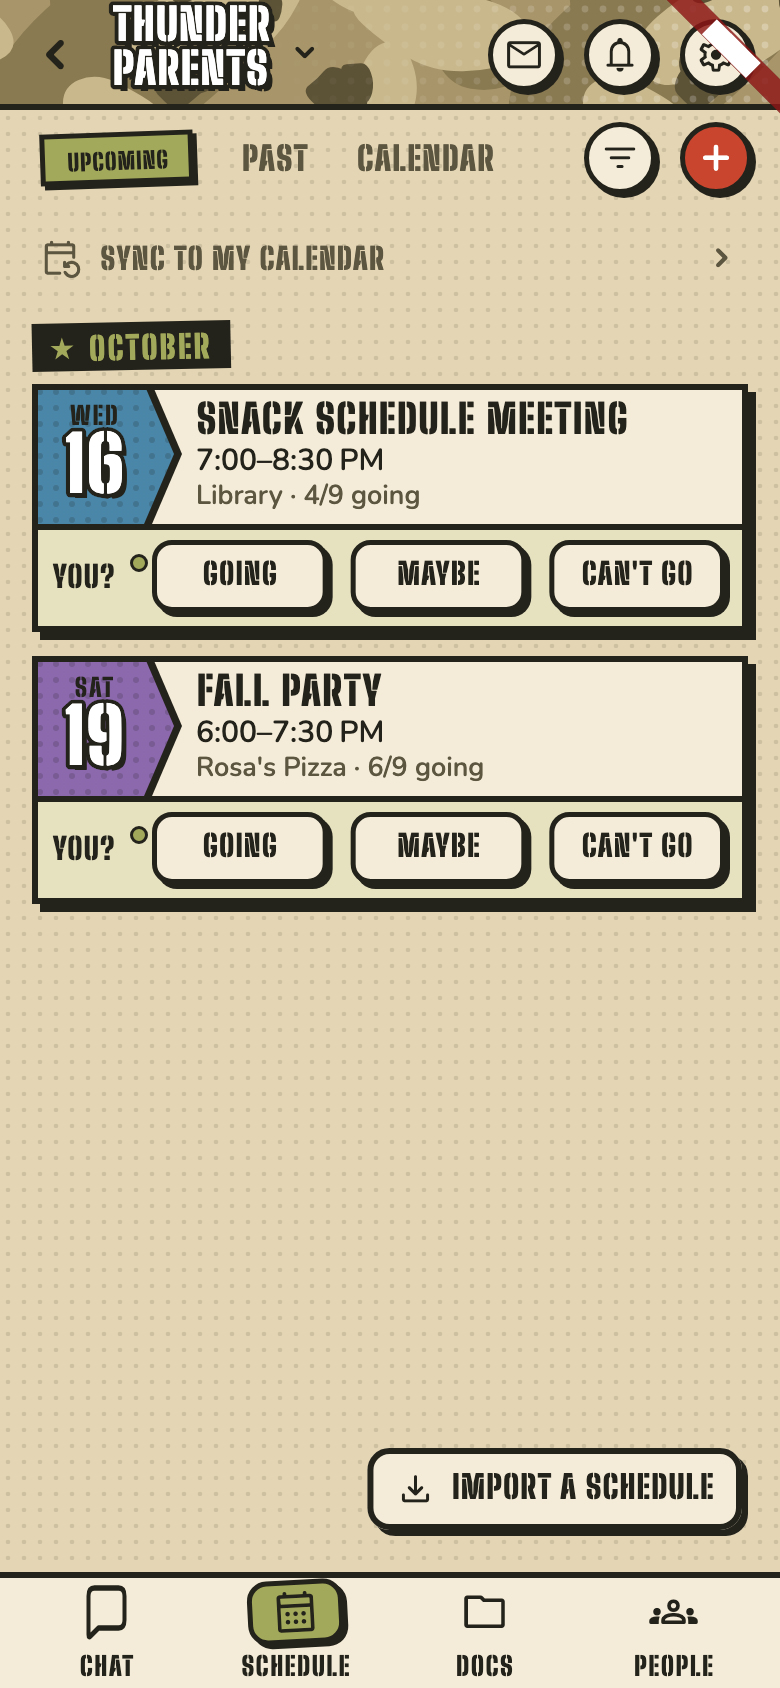 THUNDER
PARENTS
UPCOMING
PAST
CALENDAR
SYNC TO MY CALENDAR
★ OCTOBER
WED
16
SNACK SCHEDULE MEETING
7:00–8:30 PM
Library · 4/9 going
YOU?
GOING
MAYBE
CAN'T GO
SAT
19
FALL PARTY
6:00–7:30 PM
Rosa's Pizza · 6/9 going
YOU?
GOING
MAYBE
CAN'T GO
IMPORT A SCHEDULE
CHAT
SCHEDULE
DOCS
PEOPLE